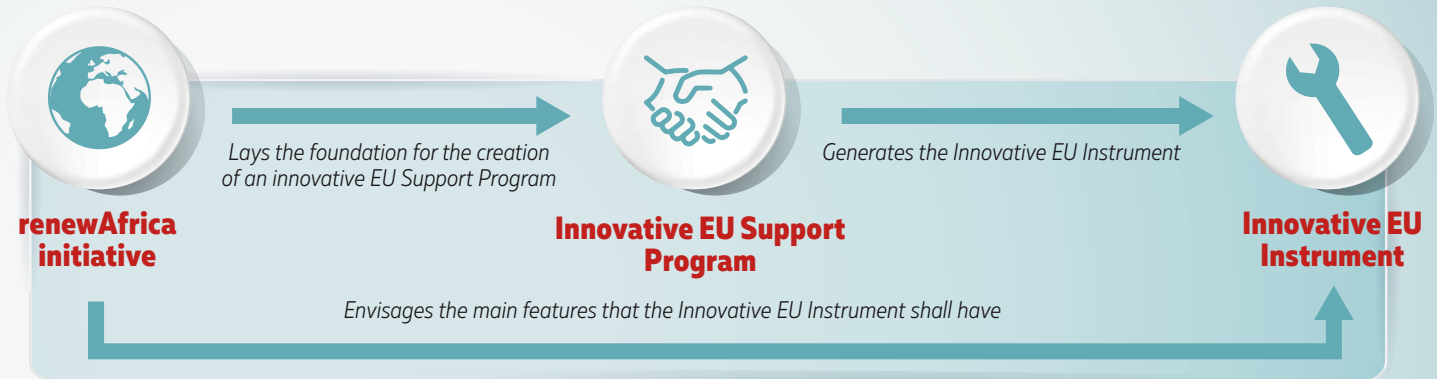 Lays the foundation for the creation
of an innovative EU Support Program
Generates the Innovative EU Instrument
renewAfrica
initiative
Innovative EU Support
Program
Innovative EU
Instrument
Envisages the main features that the Innovative EU Instrument shall have